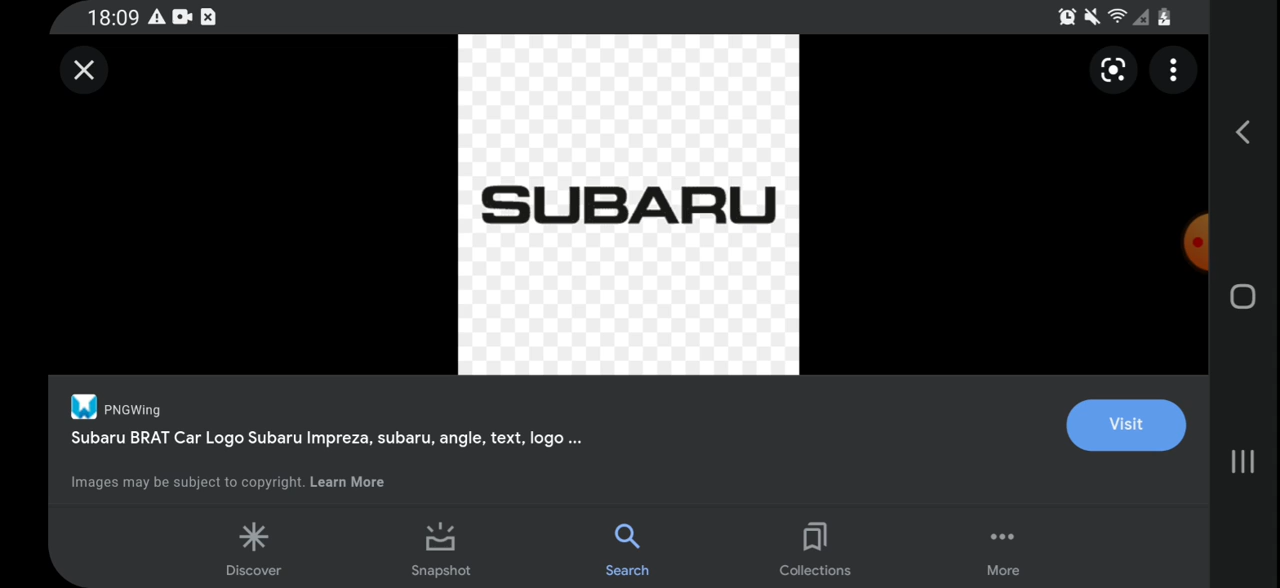 18:09
SUBARU
PNGWing
Subaru BRAT Car Logo Subaru Impreza, subaru, angle, text, logo ...
Visit
Images may be subject to copyright. Learn More
Discover
Snapshot
Search
Collections
More